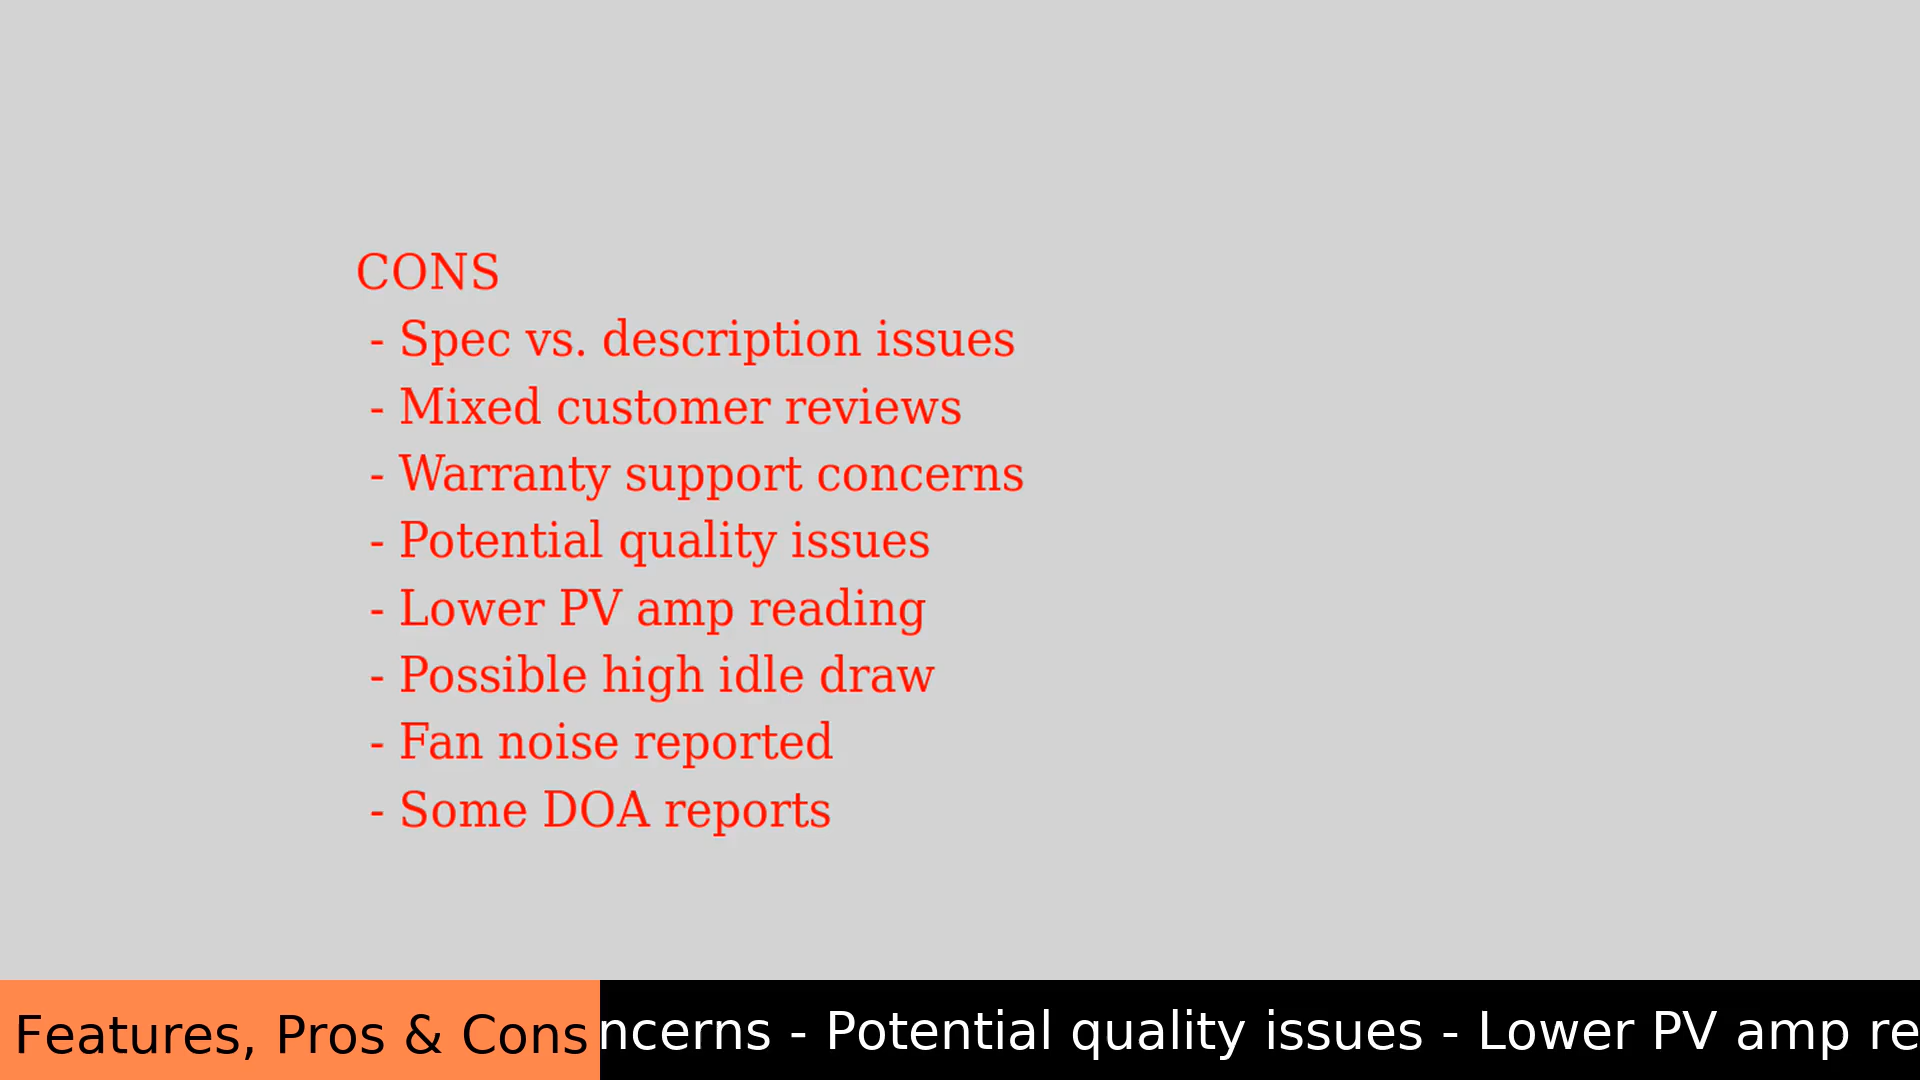 CONS
- Spec vs. description issues
- Mixed customer reviews
- Warranty support concerns
- Potential quality issues
- Lower PV amp reading
- Possible high idle draw
- Fan noise reported
- Some DOA reports
Features, Pros & Cons
ncerns - Potential quality issues - Lower PV amp re